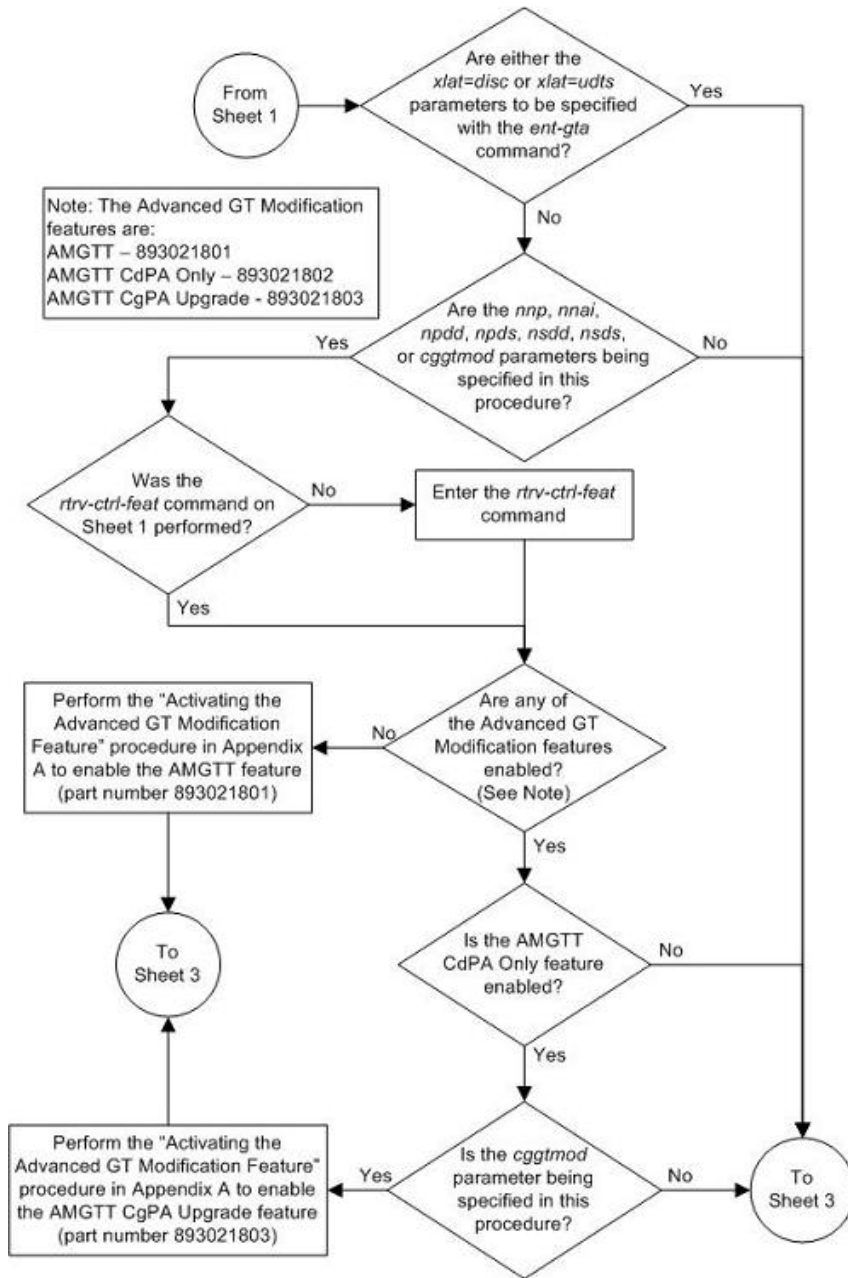 From
Sheet 1
Are either the
xlat=disc or xlat=udts
parameters to be specified
with the ent-gta
command?
Yes
No
Note: The Advanced GT Modification
features are:
AMGTT – 893021801
AMGTT CdPA Only – 893021802
AMGTT CgPA Upgrade - 893021803
Are the nnp, nnai,
npdd, npds, nsdd, nsds,
or cggtmod parameters being
specified in this
procedure?
Yes
No
Was the
rtrv-ctrl-feat command on
Sheet 1 performed?
No
Yes
Enter the rtrv-ctrl-feat
command
Are any of
the Advanced GT
Modification features
enabled?
(See Note)
No
Yes
Perform the "Activating the
Advanced GT Modification
Feature" procedure in Appendix
A to enable the AMGTT feature
(part number 893021801)
To
Sheet 3
Is the AMGTT
CdPA Only feature
enabled?
No
Yes
Is the cggtmod
parameter being
specified in this
procedure?
Yes
No
Perform the "Activating the
Advanced GT Modification Feature"
procedure in Appendix A to enable
the AMGTT CgPA Upgrade feature
(part number 893021803)
To
Sheet 3